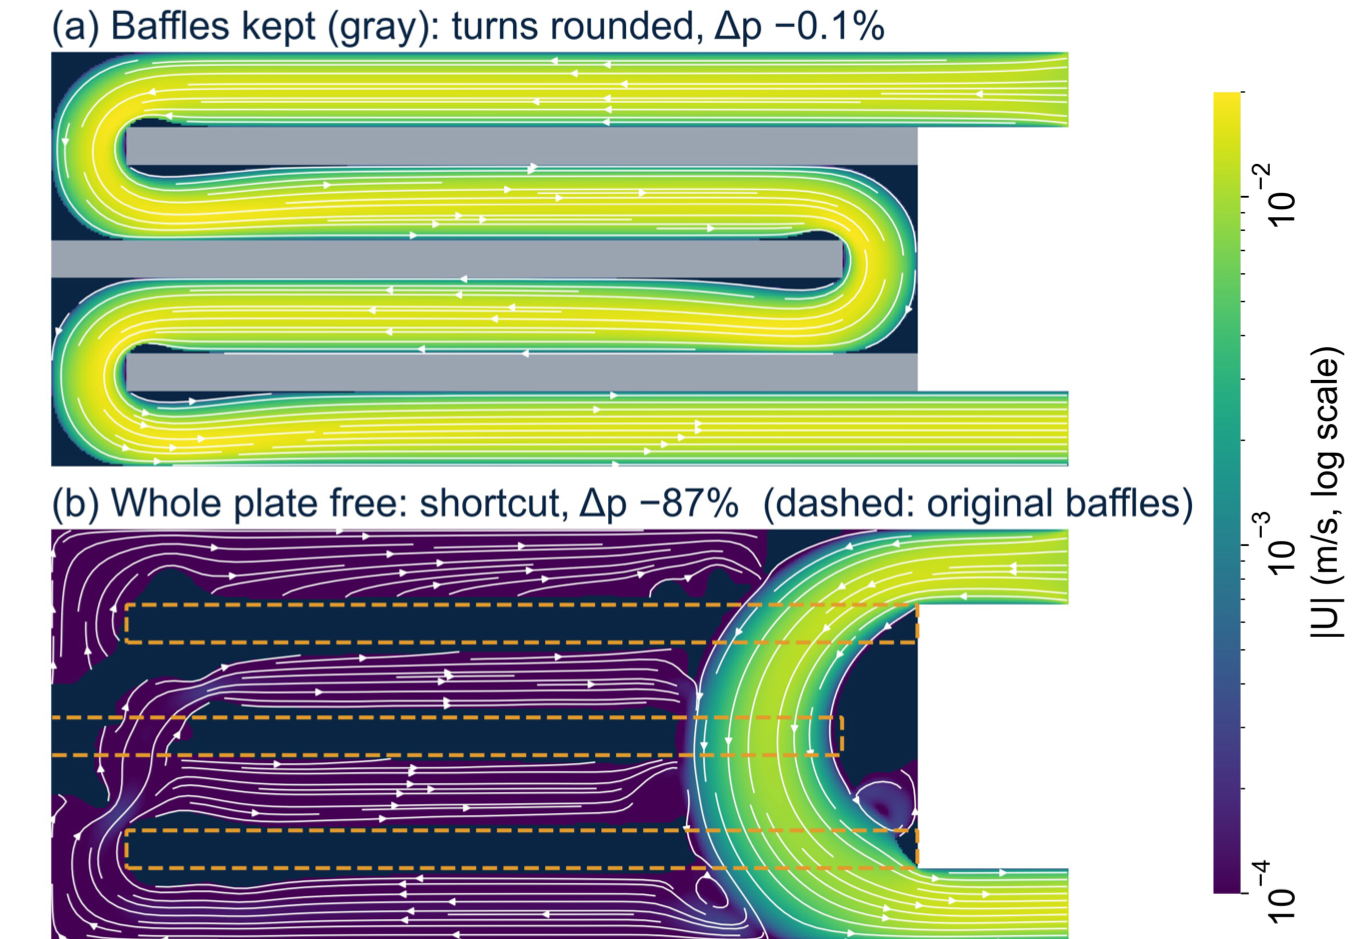 (a) Baffles kept (gray): turns rounded, Δp −0.1%
(b) Whole plate free: shortcut, Δp −87% (dashed: original baffles)
10⁻²
10⁻³
10⁻⁴
|U| (m/s, log scale)